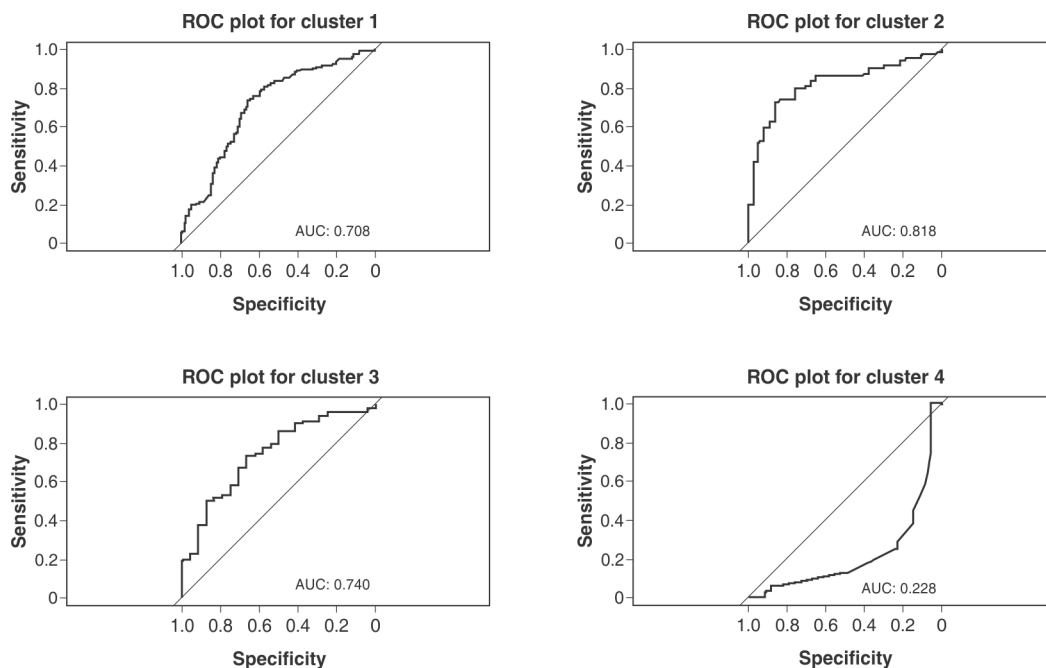 ROC plot for cluster 1
1.0
0.8
0.6
0.4
0.2
0
Sensitivity
AUC: 0.708
1.0 0.8 0.6 0.4 0.2 0
Specificity
ROC plot for cluster 2
1.0
0.8
0.6
0.4
0.2
0
Sensitivity
AUC: 0.818
1.0 0.8 0.6 0.4 0.2 0
Specificity
ROC plot for cluster 3
1.0
0.8
0.6
0.4
0.2
0
Sensitivity
AUC: 0.740
1.0 0.8 0.6 0.4 0.2 0
Specificity
ROC plot for cluster 4
1.0
0.8
0.6
0.4
0.2
0
Sensitivity
AUC: 0.228
1.0 0.8 0.6 0.4 0.2 0
Specificity